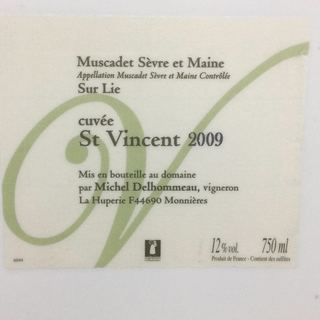 Muscadet Sèvre et Maine
Appellation Muscadet Sèvre et Maine Contrôlée
Sur Lie
cuvée
St Vincent 2009
Mis en bouteille au domaine
par Michel Delhommeau, vigneron
La Huperie F44690 Monnières
12% vol. 750 ml
Produit de France - Contient des sulfites